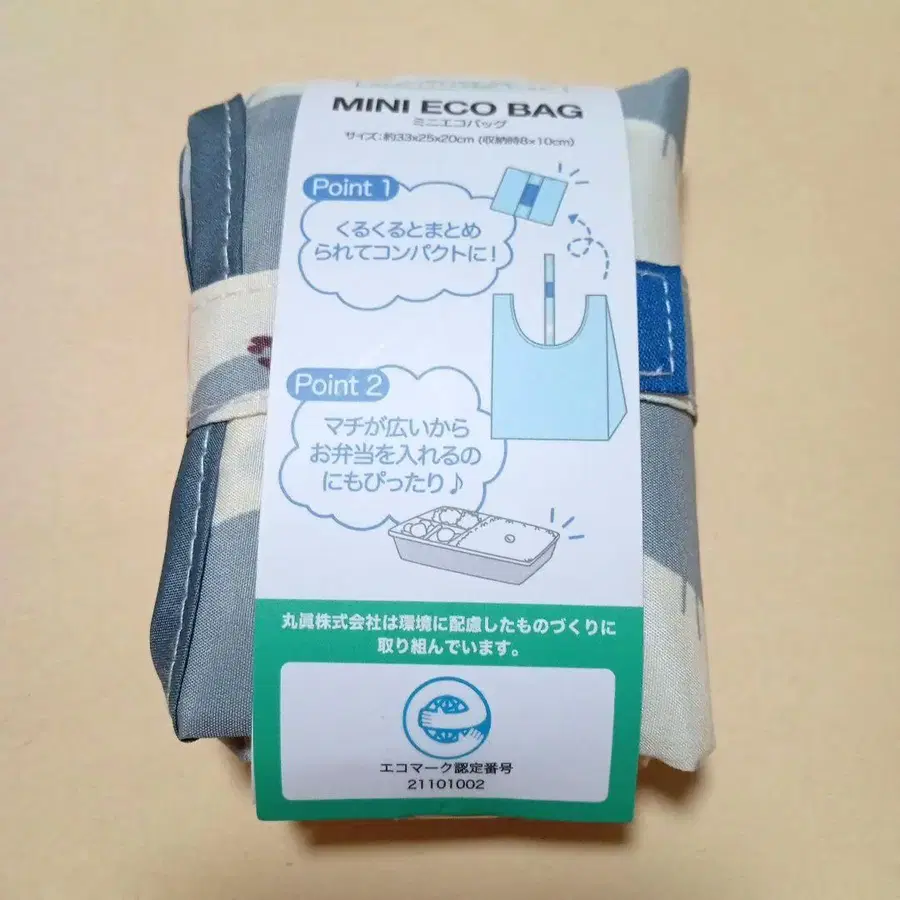 MINI ECO BAG
ミニエコバッグ
サイズ：約33x25x20cm (収納時8×10cm)
Point 1
くるくるとまとめ
られてコンパクトに！
Point 2
マチが広いから
お弁当を入れるの
にもぴったり♪
丸眞株式会社は環境に配慮したものづくりに
取り組んでいます。
エコマーク認定番号
21101002